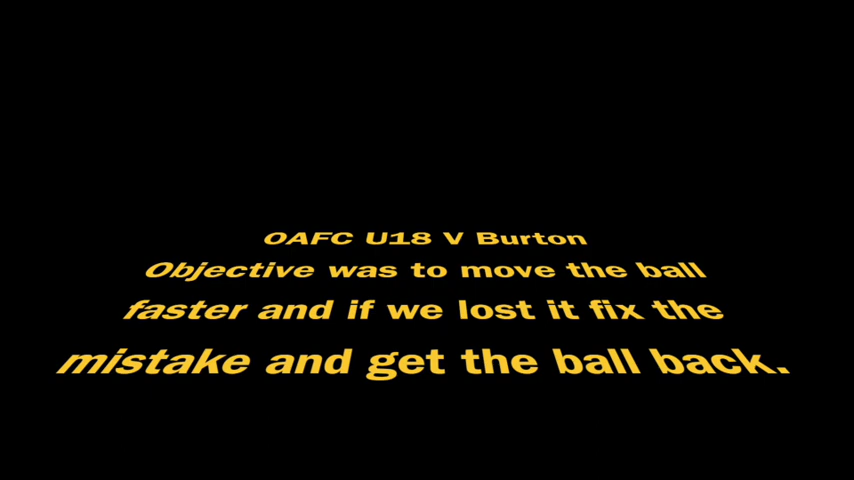 OAFC U18 V Burton
Objective was to move the ball
faster and if we lost it fix the
mistake and get the ball back.